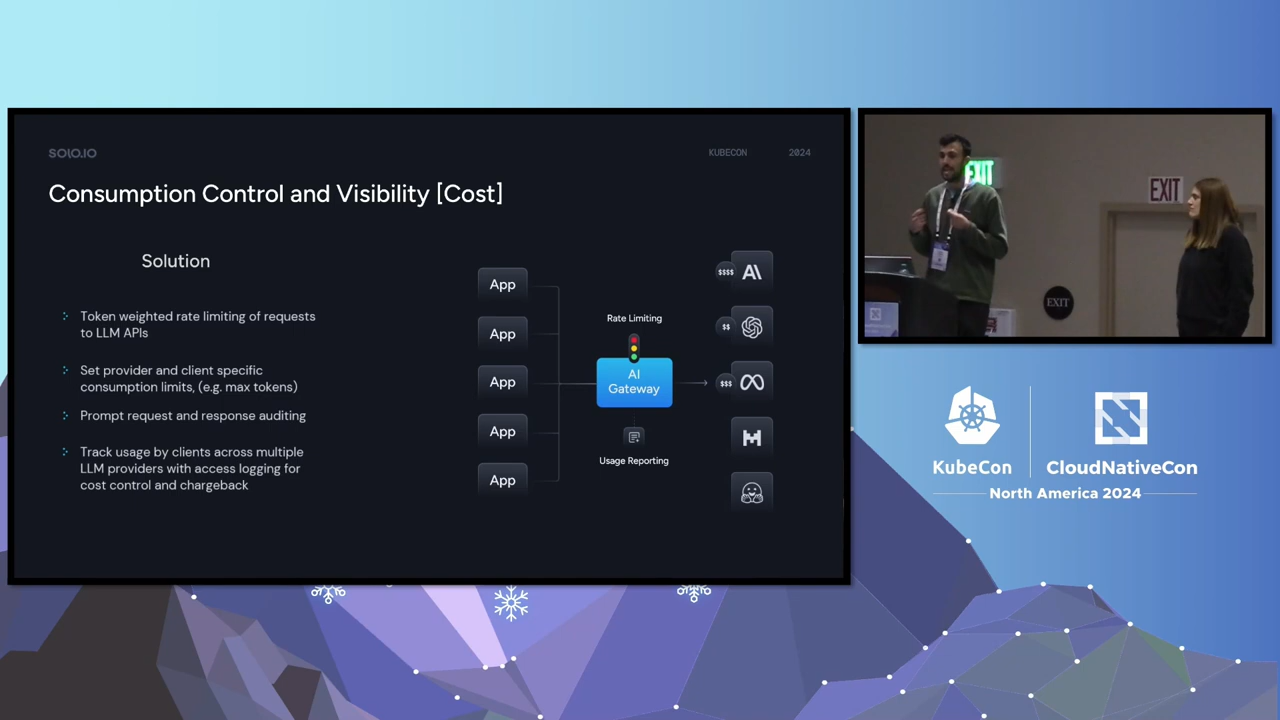 SOLO.IO
KUBECON 2024
Consumption Control and Visibility [Cost]
Solution
Token weighted rate limiting of requests
to LLM APIs
Set provider and client specific
consumption limits, (e.g. max tokens)
Prompt request and response auditing
Track usage by clients across multiple
LLM providers with access logging for
cost control and chargeback
App
App
App
App
App
Rate Limiting
AI
Gateway
Usage Reporting
$$$$
A\
$$
$$$
EXIT
EXIT
EXIT
KubeCon
CloudNativeCon
North America 2024